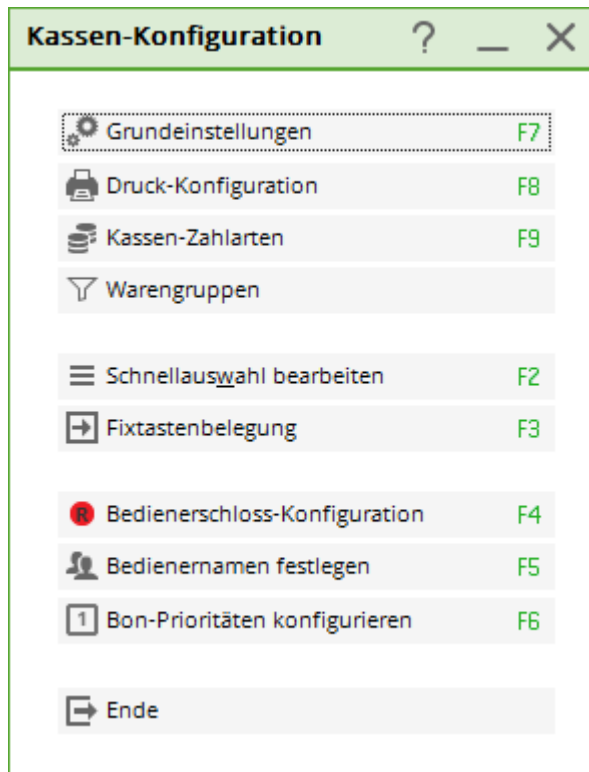 Kassen-Konfiguration ?
Grundeinstellungen F7
Druck-Konfiguration F8
Kassen-Zahlarten F9
Warengruppen
Schnellauswahl bearbeiten F2
Fixtastenbelegung F3
R Bedienerschloss-Konfiguration F4
Bedienernamen festlegen F5
1 Bon-Prioritäten konfigurieren F6
Ende